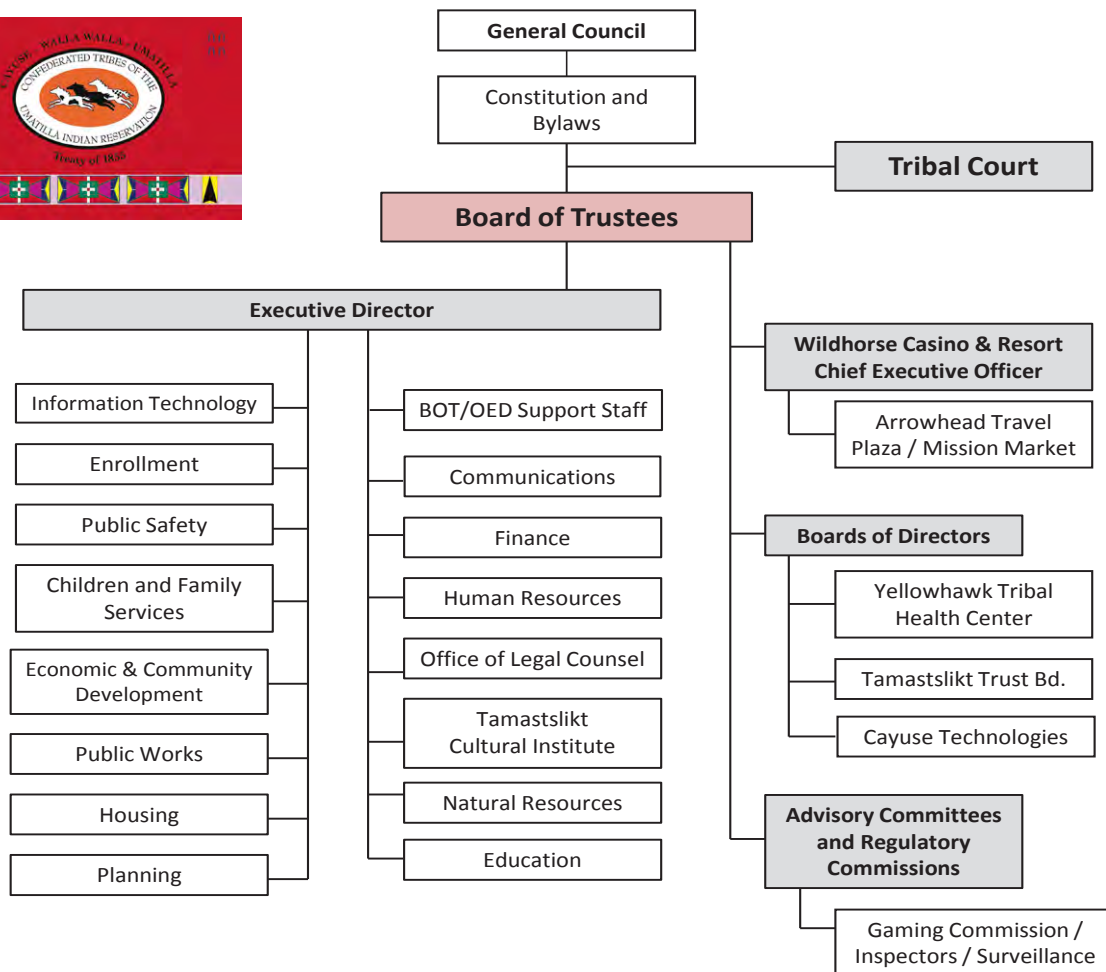 CAYUSE - WALLA WALLA - UMATILLA
CONFEDERATED TRIBES OF THE
UMATILLA INDIAN RESERVATION
Treaty of 1855
General Council
Constitution and
Bylaws
Tribal Court
Board of Trustees
Executive Director
Information Technology
Enrollment
Public Safety
Children and Family
Services
Economic & Community
Development
Public Works
Housing
Planning
BOT/OED Support Staff
Communications
Finance
Human Resources
Office of Legal Counsel
Tamastslikt
Cultural Institute
Natural Resources
Education
Wildhorse Casino & Resort
Chief Executive Officer
Arrowhead Travel
Plaza / Mission Market
Boards of Directors
Yellowhawk Tribal
Health Center
Tamastslikt Trust Bd.
Cayuse Technologies
Advisory Committees
and Regulatory
Commissions
Gaming Commission /
Inspectors / Surveillance